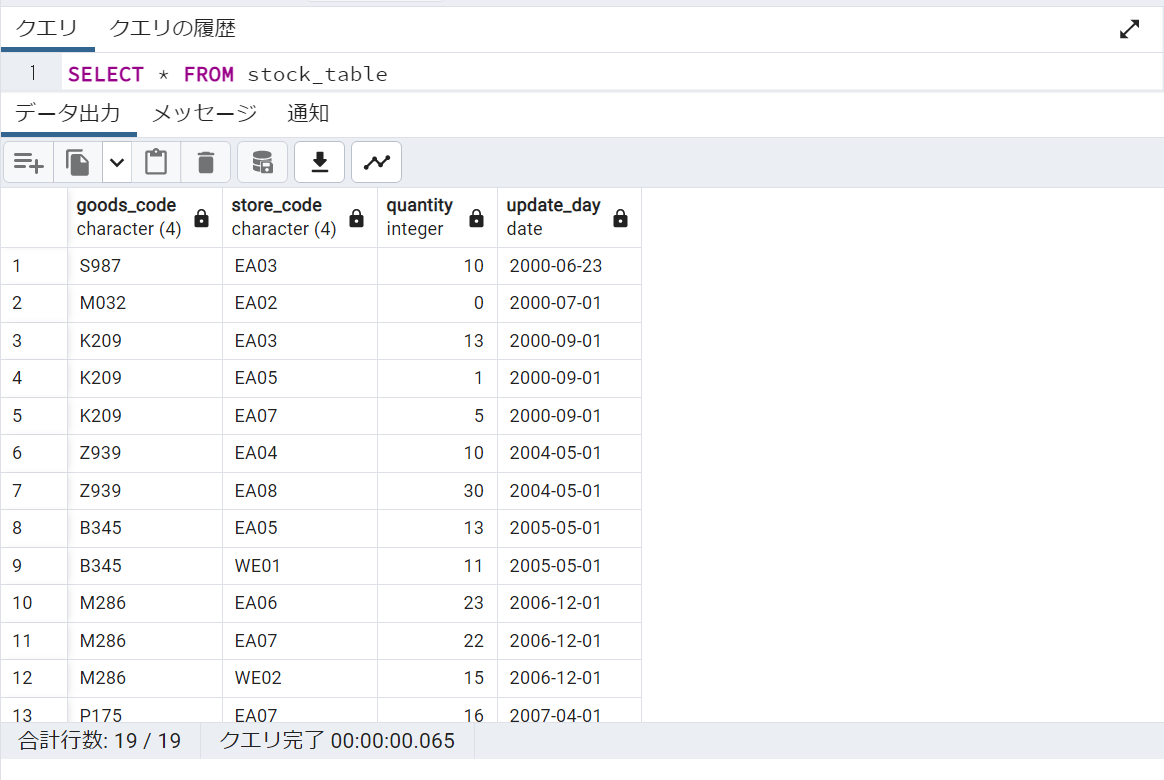 クエリ クエリの履歴
1 SELECT * FROM stock_table
データ出力 メッセージ 通知
goods_code store_code quantity update_day
character (4) character (4) integer date
1 S987 EA03 10 2000-06-23
2 M032 EA02 0 2000-07-01
3 K209 EA03 13 2000-09-01
4 K209 EA05 1 2000-09-01
5 K209 EA07 5 2000-09-01
6 Z939 EA04 10 2004-05-01
7 Z939 EA08 30 2004-05-01
8 B345 EA05 13 2005-05-01
9 B345 WE01 11 2005-05-01
10 M286 EA06 23 2006-12-01
11 M286 EA07 22 2006-12-01
12 M286 WE02 15 2006-12-01
13 P175 EA07 16 2007-04-01
合計行数: 19 / 19 クエリ完了 00:00:00.065